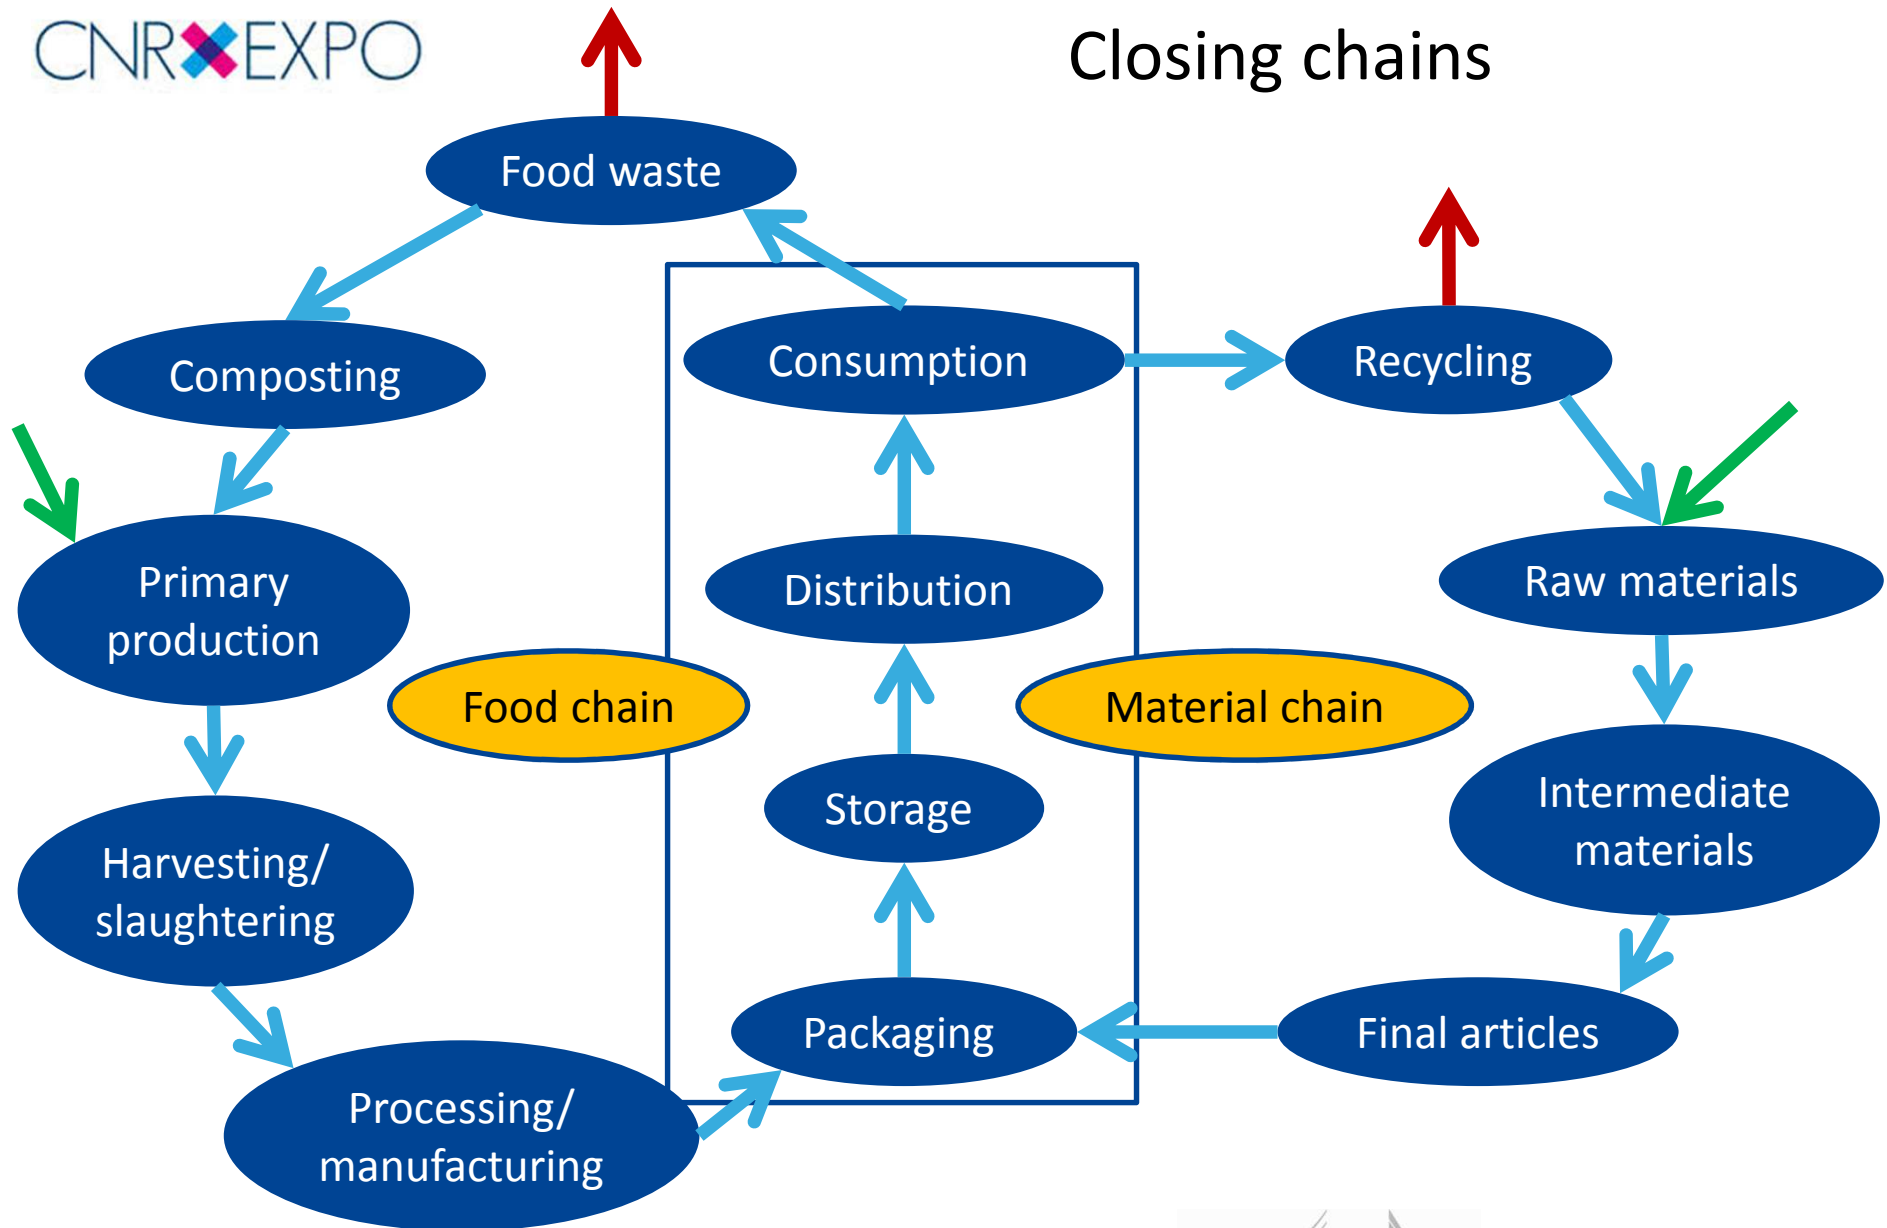 CNR EXPO
Closing chains
Food waste
Consumption
Recycling
Composting
Primary
production
Distribution
Raw materials
Food chain
Material chain
Storage
Intermediate
materials
Harvesting/
slaughtering
Packaging
Final articles
Processing/
manufacturing